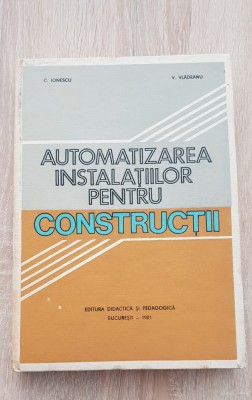 C. IONESCU V. VLĂDEANU
AUTOMATIZAREA
INSTALAȚIILOR
PENTRU
CONSTRUCȚII
EDITURA DIDACTICĂ ȘI PEDAGOGICĂ
BUCUREȘTI – 1981